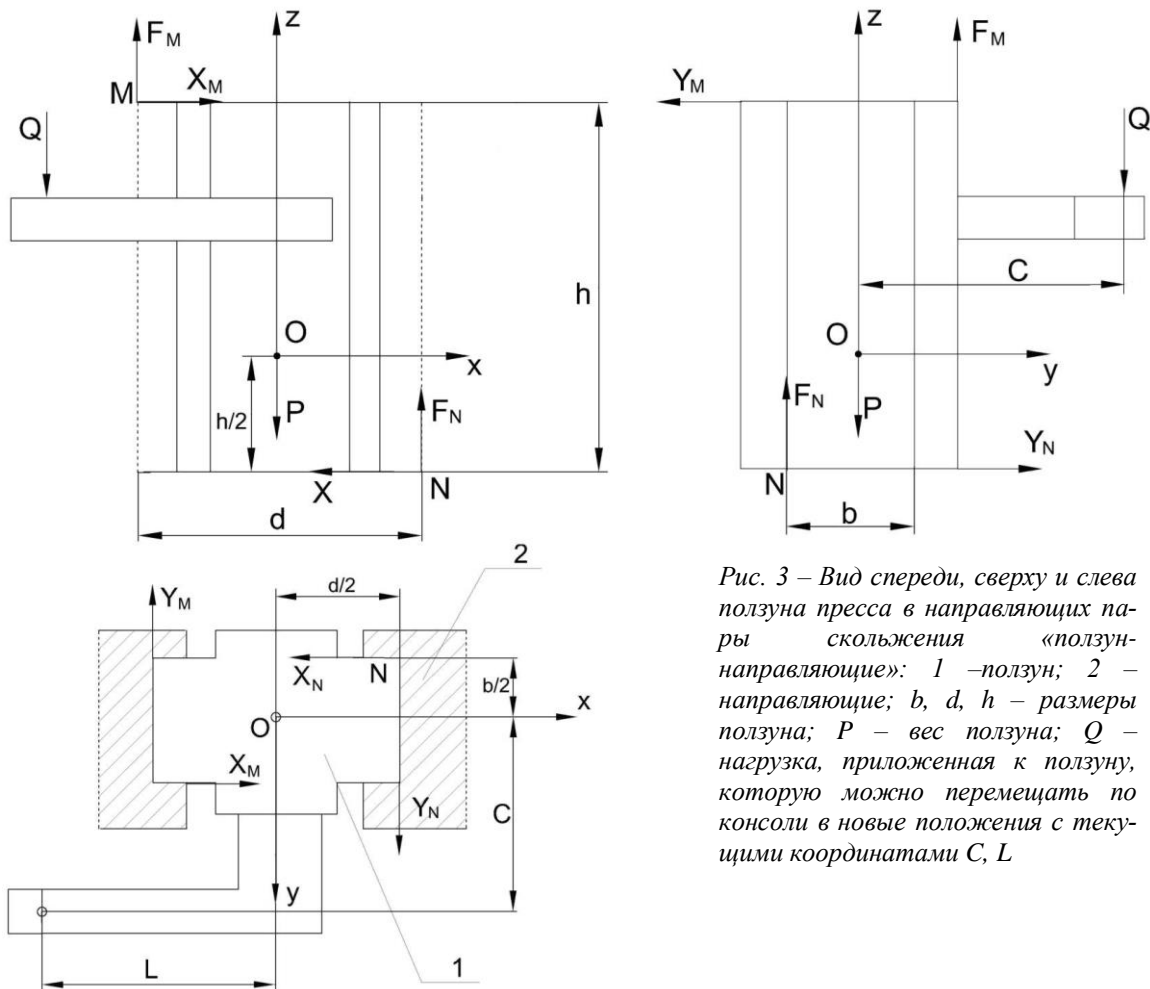 z
F_M
X_M
M
Q
O
x
h
P
h/2
F_N
X
N
d
z
F_M
Y_M
Q
C
O
y
F_N
P
Y_N
N
b
2
Y_M
d/2
X_N
N
b/2
O
x
X_M
Y_N
C
y
L
1
Рис. 3 – Вид спереди, сверху и слева
ползуна пресса в направляющих па-
ры скольжения «ползун-
направляющие»: 1 –ползун; 2 –
направляющие; b, d, h – размеры
ползуна; P – вес ползуна; Q –
нагрузка, приложенная к ползуну,
которую можно перемещать по
консоли в новые положения с теку-
щими координатами C, L